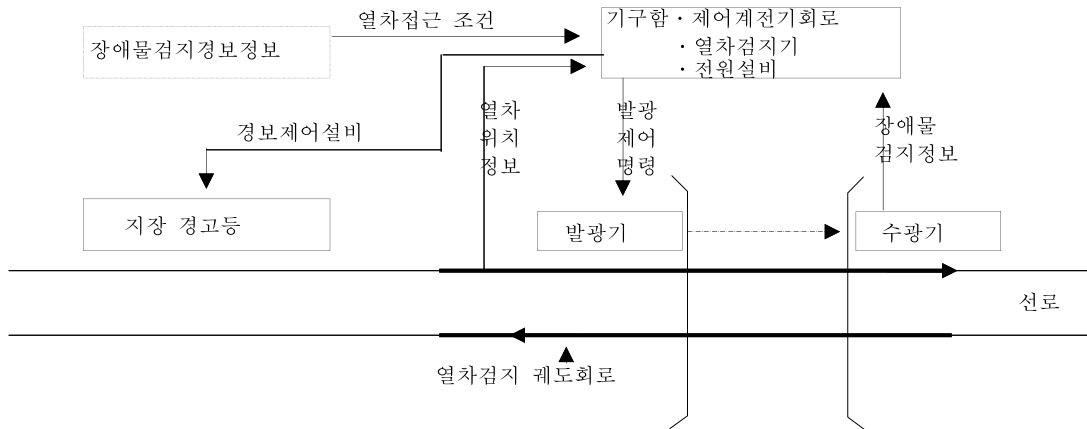 열차접근 조건
기구함 · 제어계전기회로
· 열차검지기
· 전원설비
장애물검지경보정보
경보제어설비
열차
위치
정보
발광
제어
명령
장애물
검지정보
지장 경고등
발광기
수광기
선로
열차검지 궤도회로